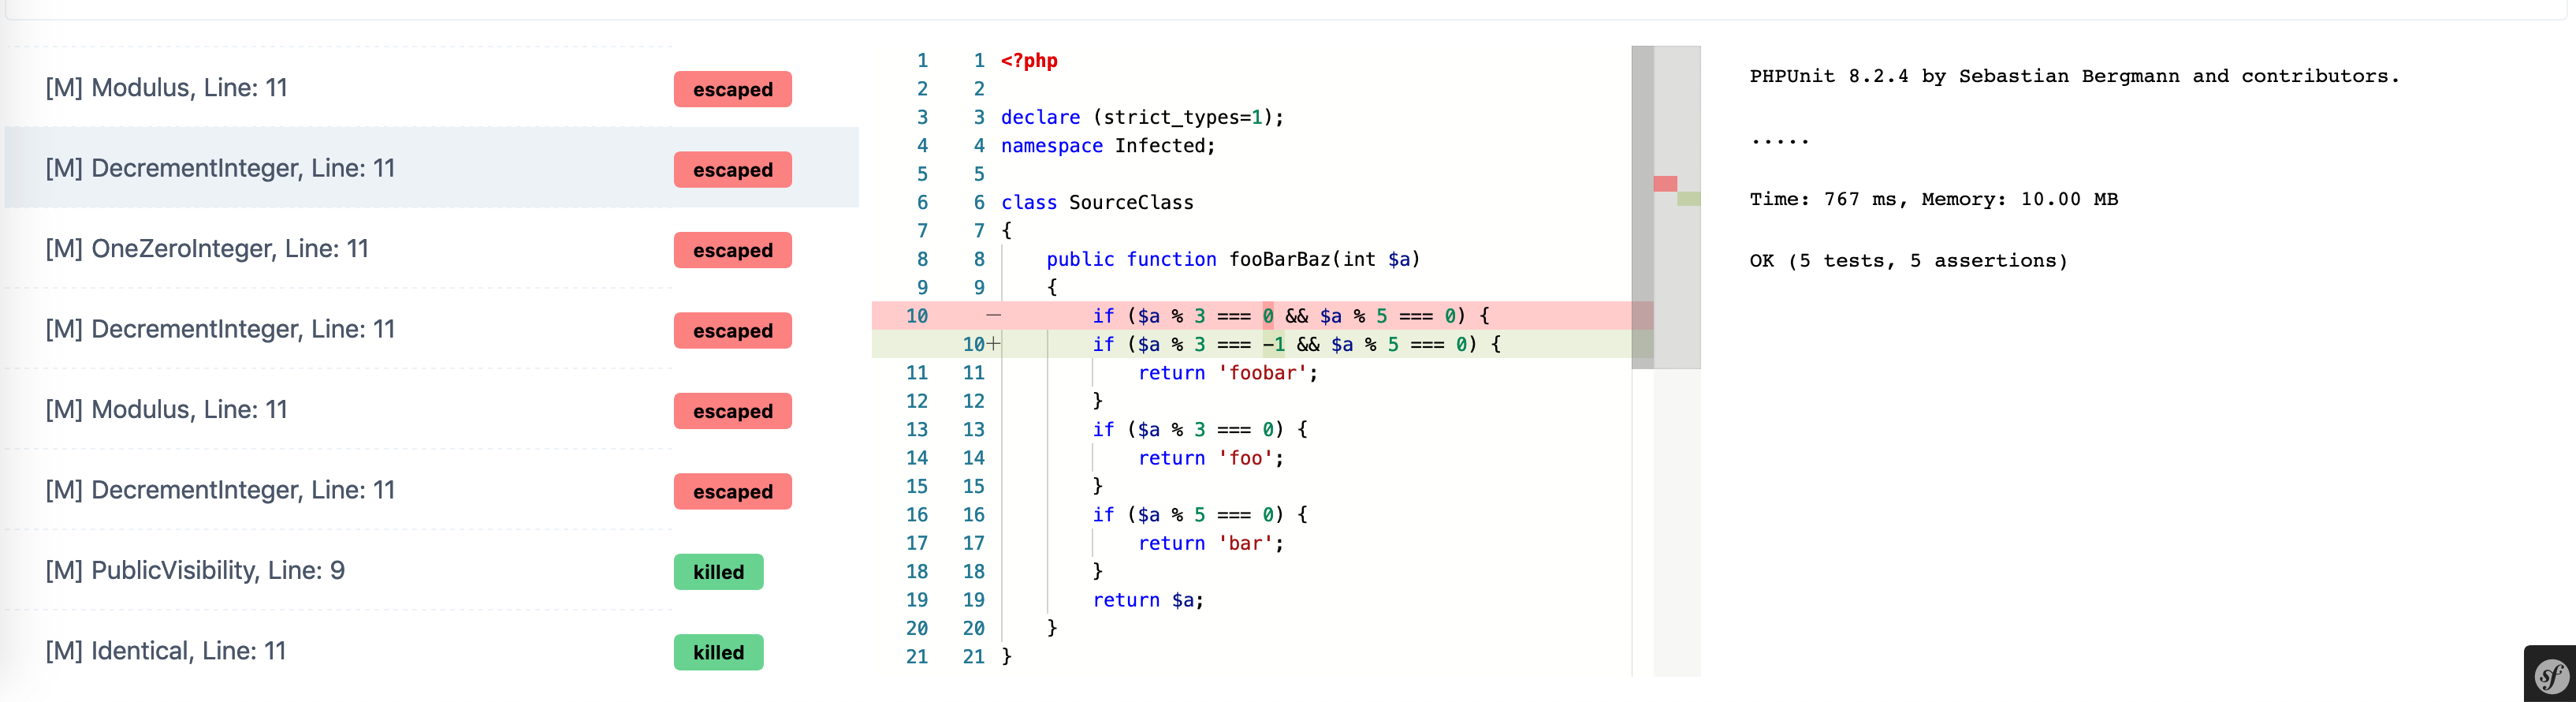 [M] Modulus, Line: 11 escaped
[M] DecrementInteger, Line: 11 escaped
[M] OneZeroInteger, Line: 11 escaped
[M] DecrementInteger, Line: 11 escaped
[M] Modulus, Line: 11 escaped
[M] DecrementInteger, Line: 11 escaped
[M] PublicVisibility, Line: 9 killed
[M] Identical, Line: 11 killed
1 1 <?php
2 2
3 3 declare (strict_types=1);
4 4 namespace Infected;
5 5
6 6 class SourceClass
7 7 {
8 8     public function fooBarBaz(int $a)
9 9     {
10 −         if ($a % 3 === 0 && $a % 5 === 0) {
10+         if ($a % 3 === -1 && $a % 5 === 0) {
11 11             return 'foobar';
12 12         }
13 13         if ($a % 3 === 0) {
14 14             return 'foo';
15 15         }
16 16         if ($a % 5 === 0) {
17 17             return 'bar';
18 18         }
19 19         return $a;
20 20     }
21 21 }
PHPUnit 8.2.4 by Sebastian Bergmann and contributors.
.....
Time: 767 ms, Memory: 10.00 MB
OK (5 tests, 5 assertions)
sf